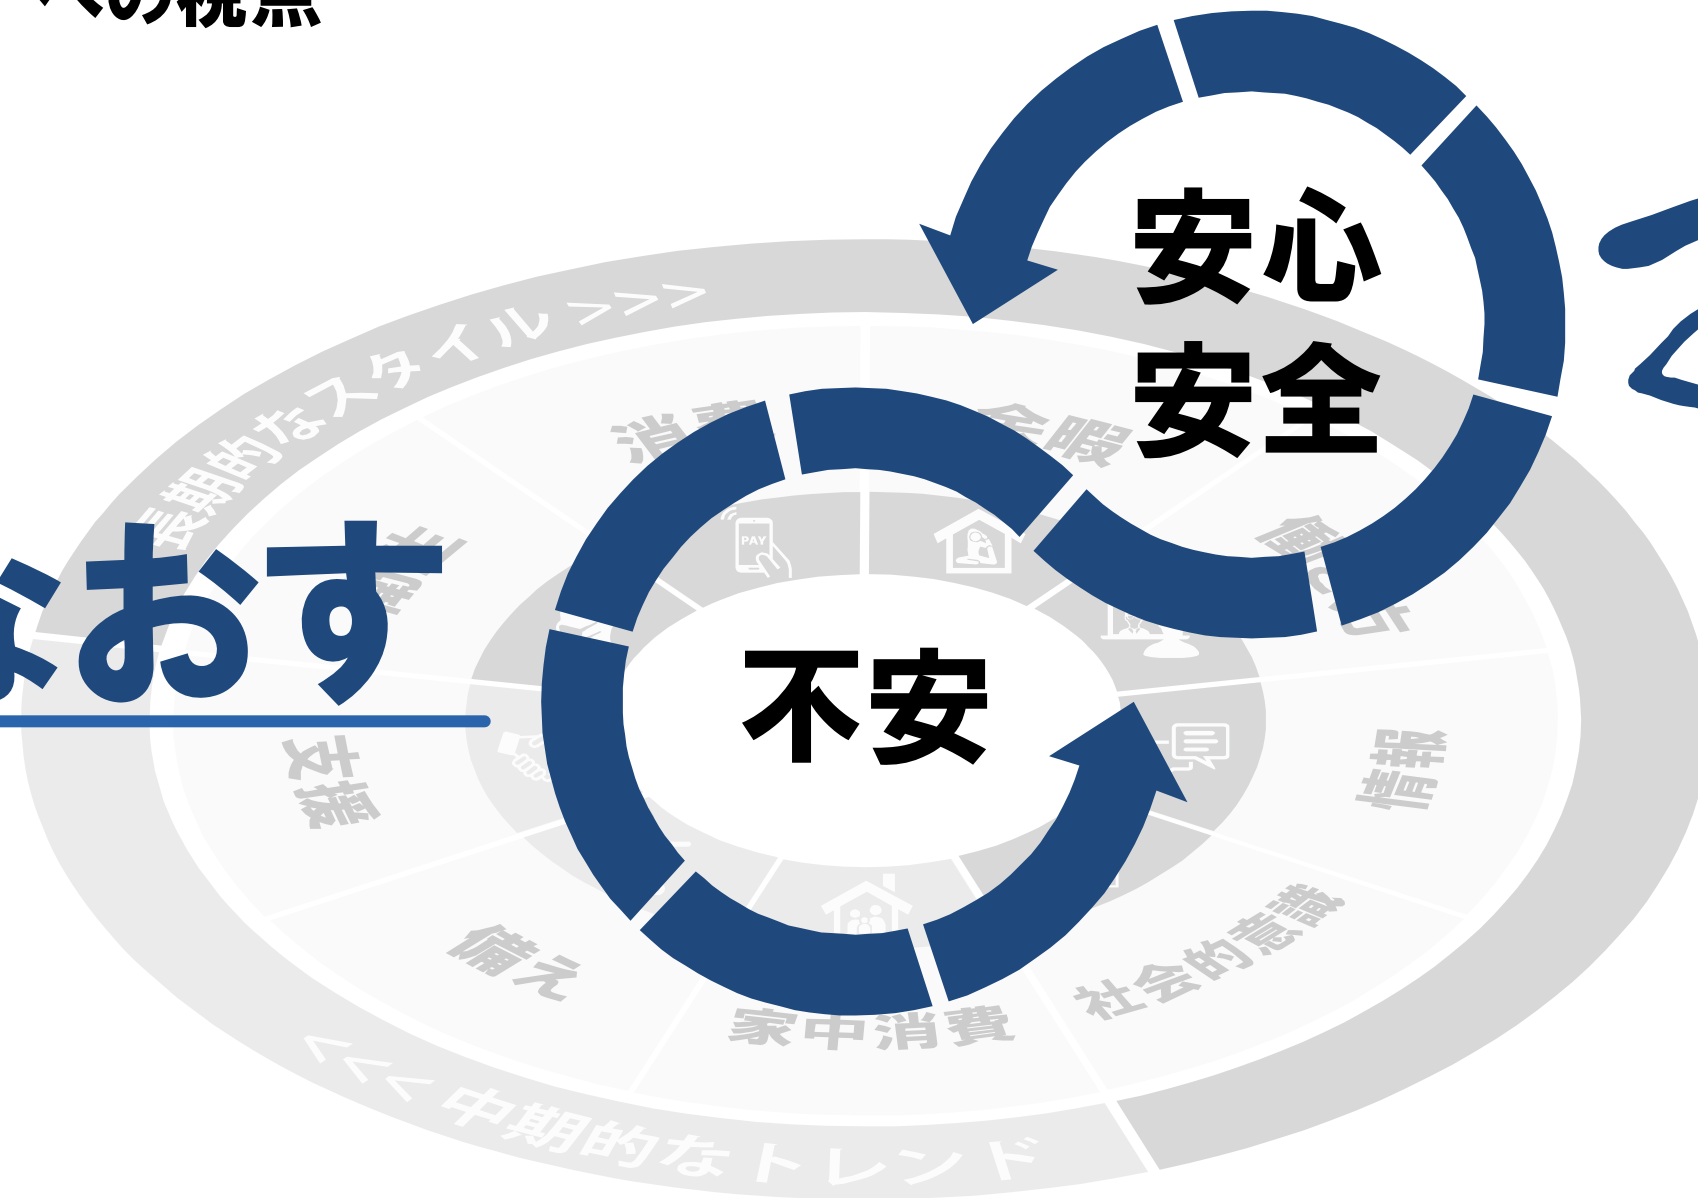 への視点
安心
安全
長期的なスタイル >>>
消費
余暇
PAY
なおす
不安
支援
情報
備え
社会的意識
家中消費
<<< 中期的なトレンド